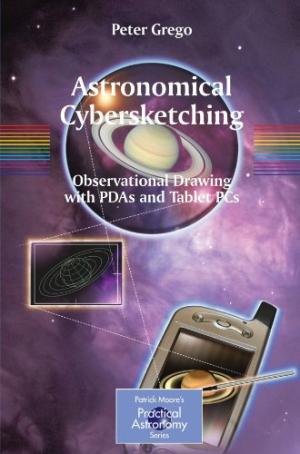 Peter Grego
Astronomical
Cybersketching
Observational Drawing
with PDAs and Tablet PCs
Patrick Moore's
Practical
Astronomy
Series